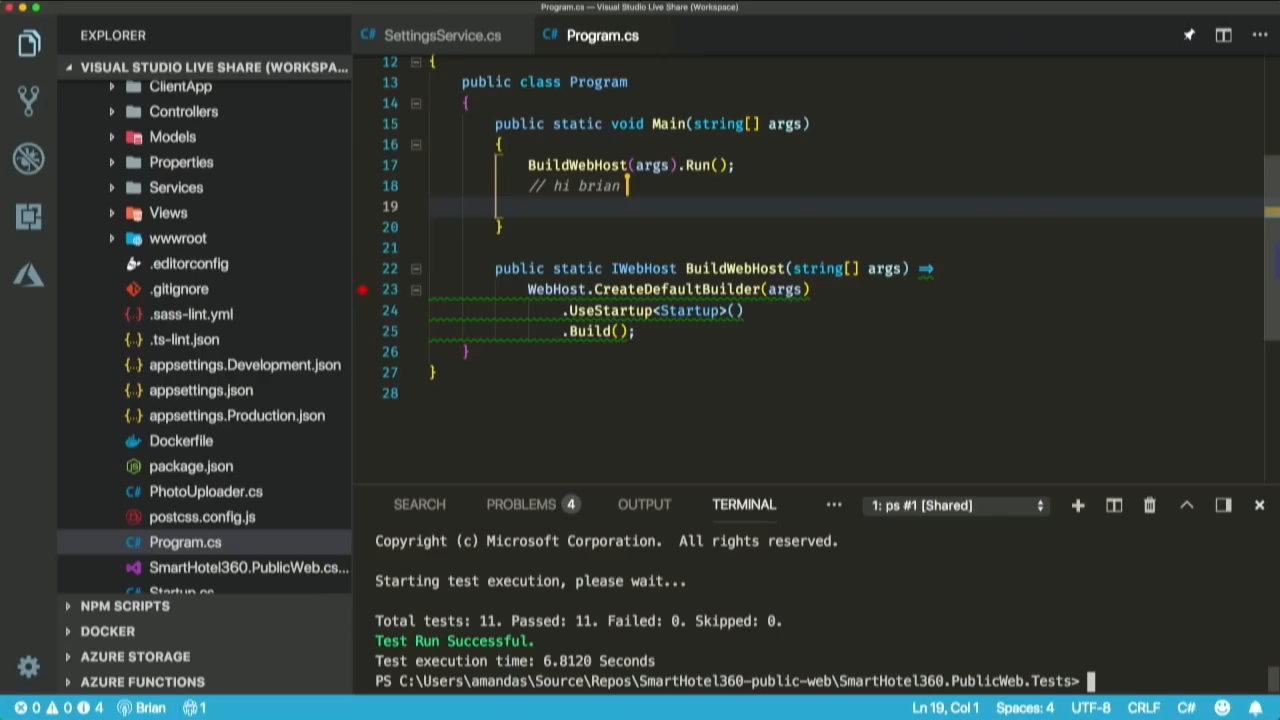 Program.cs — Visual Studio Live Share (Workspace)
EXPLORER
VISUAL STUDIO LIVE SHARE (WORKSPA...
ClientApp
Controllers
Models
Properties
Services
Views
wwwroot
.editorconfig
.gitignore
.sass-lint.yml
.ts-lint.json
appsettings.Development.json
appsettings.json
appsettings.Production.json
Dockerfile
package.json
PhotoUploader.cs
postcss.config.js
Program.cs
SmartHotel360.PublicWeb.cs...
Startup.cs
NPM SCRIPTS
DOCKER
AZURE STORAGE
AZURE FUNCTIONS
C# SettingsService.cs
C# Program.cs
12 {
13 public class Program
14 {
15 public static void Main(string[] args)
16 {
17 BuildWebHost(args).Run();
18 // hi brian
19
20 }
21
22 public static IWebHost BuildWebHost(string[] args) ⇒
23 WebHost.CreateDefaultBuilder(args)
24 .UseStartup<Startup>()
25 .Build();
26 }
27 }
28
SEARCH PROBLEMS 4 OUTPUT TERMINAL ... 1: ps #1 [Shared]
Copyright (c) Microsoft Corporation. All rights reserved.
Starting test execution, please wait...
Total tests: 11. Passed: 11. Failed: 0. Skipped: 0.
Test Run Successful.
Test execution time: 6.8120 Seconds
PS C:\Users\amandas\Source\Repos\SmartHotel360-public-web\SmartHotel360.PublicWeb.Tests>
0 0 4 Brian 1 Ln 19, Col 1 Spaces: 4 UTF-8 CRLF C#